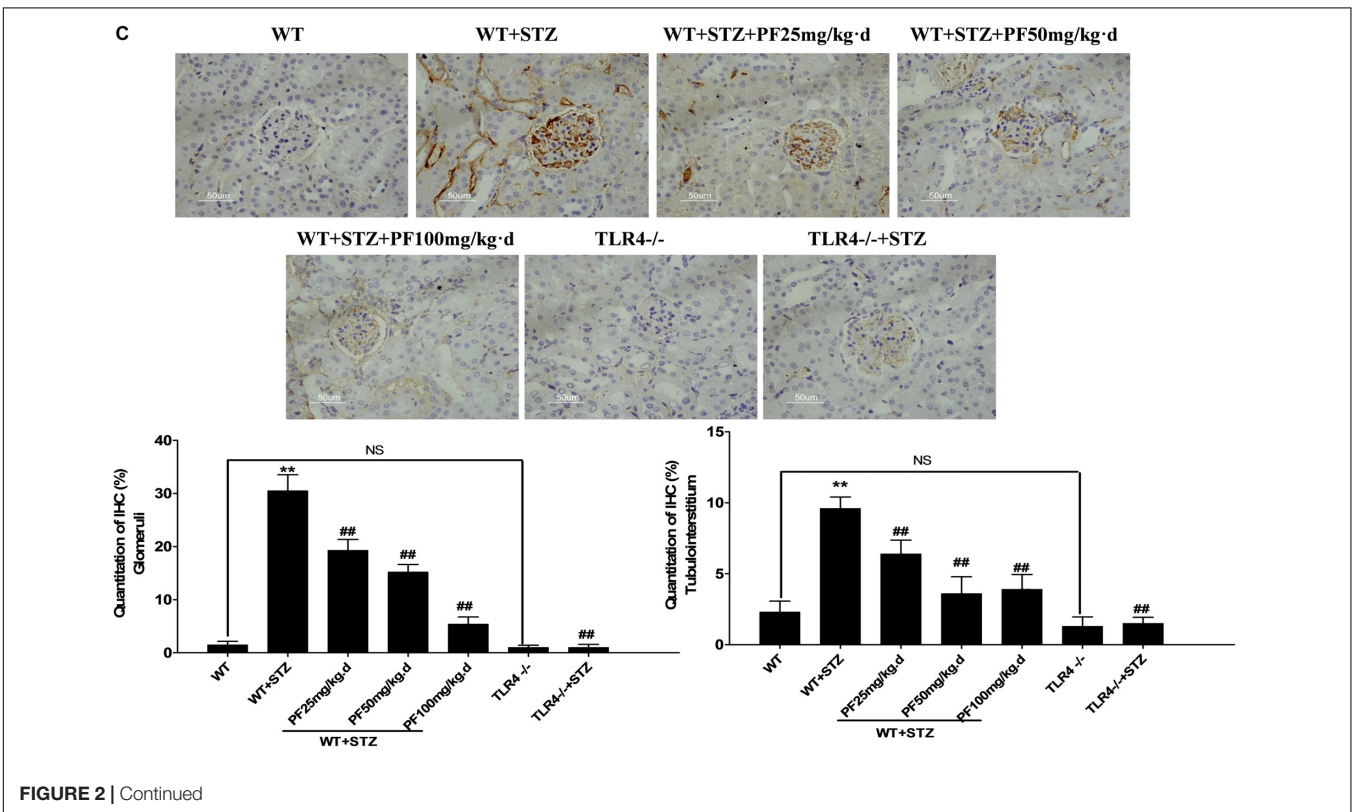 C
WT WT+STZ WT+STZ+PF25mg/kg·d WT+STZ+PF50mg/kg·d
50um 50um 50um 50um
WT+STZ+PF100mg/kg·d TLR4-/- TLR4-/-+STZ
50um 50um 50um
Quantitation of IHC (%)
Glomeruli
40
30
20
10
0
NS
**
##
##
##
##
WT
WT+STZ
PF25mg/kg.d
PF50mg/kg.d
PF100mg/kg.d
TLR4 -/-
TLR4-/-+STZ
WT+STZ
Quantitation of IHC (%)
Tubulointerstitium
15
10
5
0
NS
**
##
##
##
##
WT
WT+STZ
PF25mg/kg.d
PF50mg/kg.d
PF100mg/kg.d
TLR4 -/-
TLR4-/-+STZ
WT+STZ
FIGURE 2 | Continued